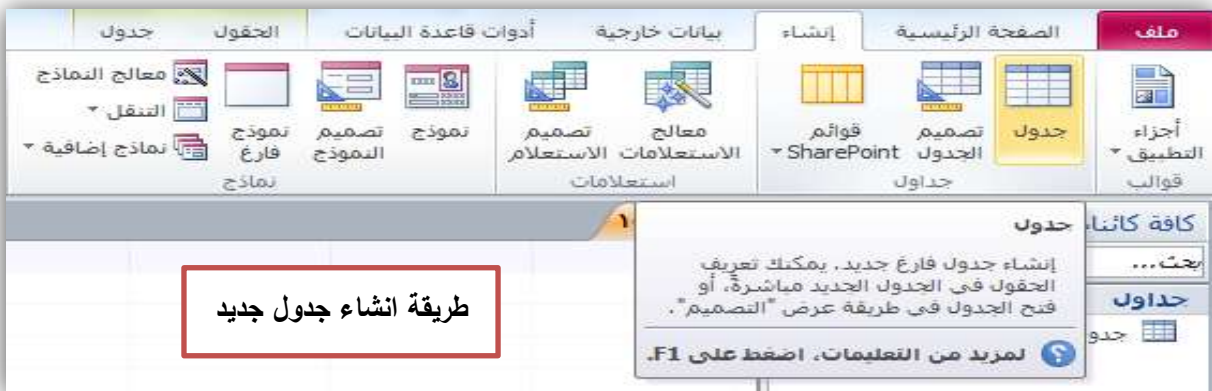 ملف الصفحة الرئيسية إنشاء بيانات خارجية أدوات قاعدة البيانات الحقول جدول
أجزاء التطبيق
قوالب
جدول
تصميم الجدول
قوائم SharePoint
جداول
معالج الاستعلامات
تصميم الاستعلام
استعلامات
نموذج
تصميم النموذج
نموذج فارغ
معالج النماذج
التنقل
نماذج إضافية
نماذج
كافة كائنا
بحث...
جداول
جدو
جدول
إنشاء جدول فارغ جديد. يمكنك تعريف
الحقول في الجدول الجديد مباشرةً، أو
فتح الجدول في طريقة عرض "التصميم".
لمزيد من التعليمات، اضغط على F1.
طريقة انشاء جدول جديد